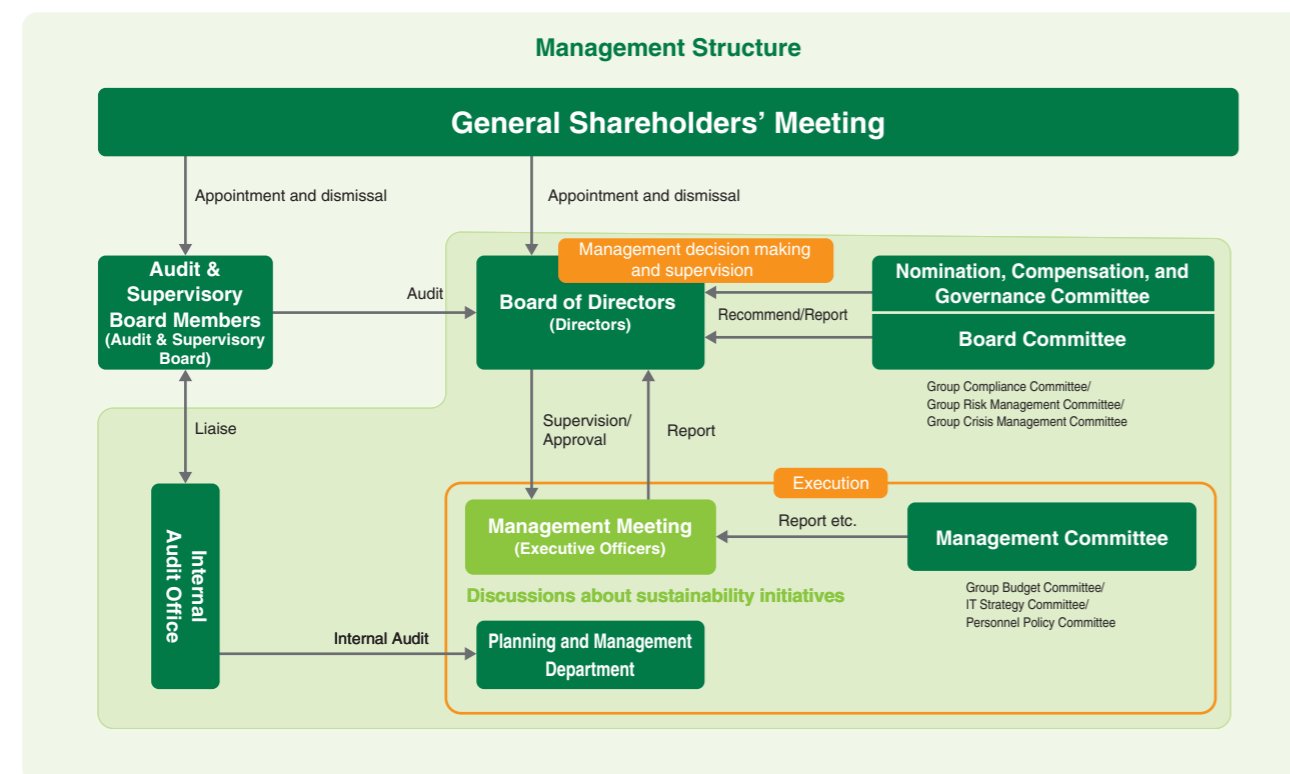 Management Structure
General Shareholders’ Meeting
Appointment and dismissal
Appointment and dismissal
Audit &
Supervisory
Board Members
(Audit & Supervisory
Board)
Audit
Management decision making
and supervision
Board of Directors
(Directors)
Recommend/Report
Nomination, Compensation, and
Governance Committee
Board Committee
Group Compliance Committee/
Group Risk Management Committee/
Group Crisis Management Committee
Liaise
Supervision/
Approval
Report
Internal
Audit Office
Execution
Management Meeting
(Executive Officers)
Report etc.
Management Committee
Group Budget Committee/
IT Strategy Committee/
Personnel Policy Committee
Discussions about sustainability initiatives
Internal Audit
Planning and Management
Department